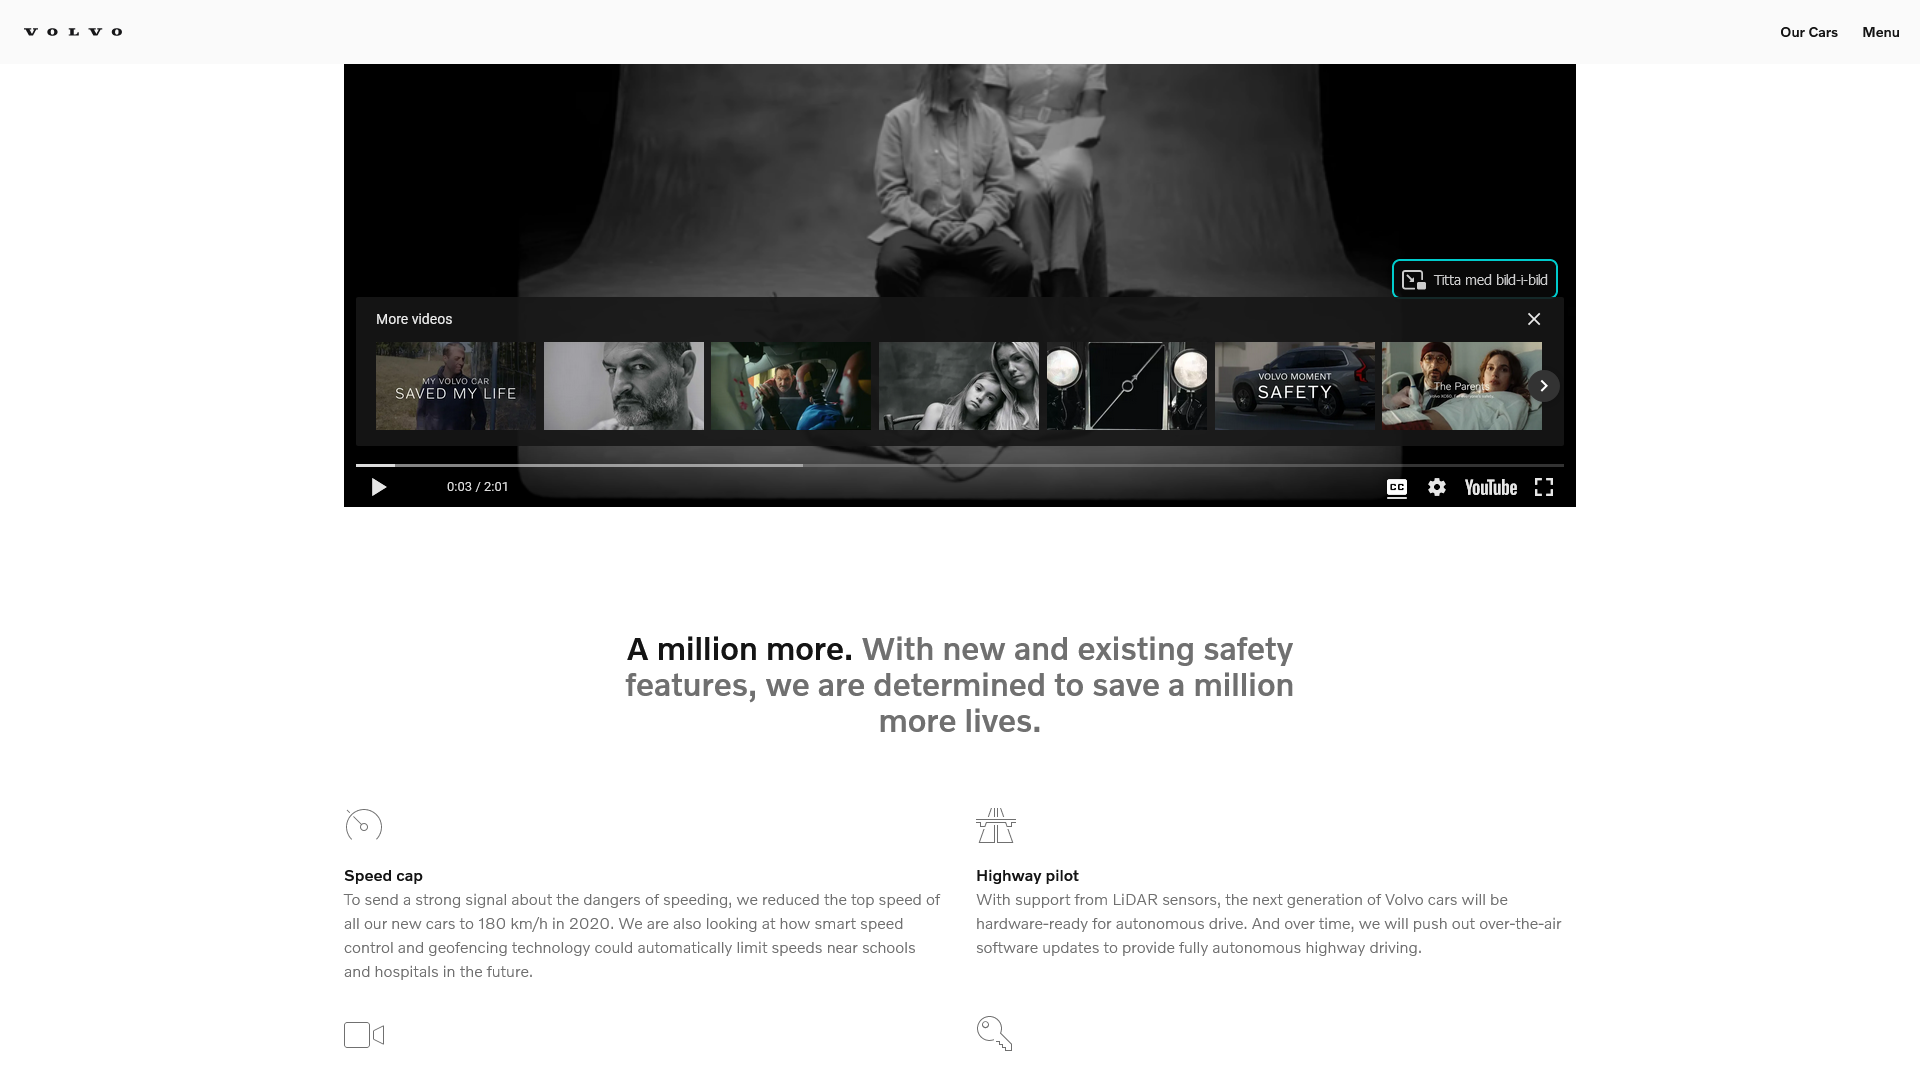 VOLVO
Our Cars
Menu
Titta med bild-i-bild
More videos
MY VOLVO CAR
SAVED MY LIFE
VOLVO MOMENT
SAFETY
The Parents
0:03 / 2:01
CC
YouTube
A million more. With new and existing safety
features, we are determined to save a million
more lives.
Speed cap
To send a strong signal about the dangers of speeding, we reduced the top speed of
all our new cars to 180 km/h in 2020. We are also looking at how smart speed
control and geofencing technology could automatically limit speeds near schools
and hospitals in the future.
Highway pilot
With support from LiDAR sensors, the next generation of Volvo cars will be
hardware-ready for autonomous drive. And over time, we will push out over-the-air
software updates to provide fully autonomous highway driving.